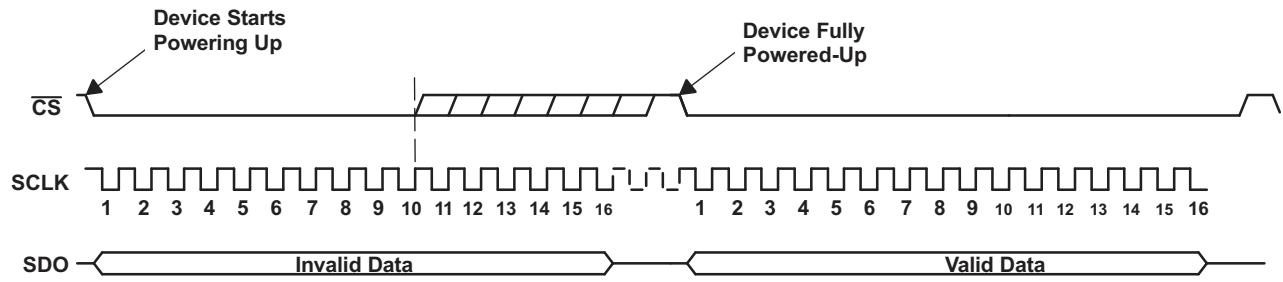 Device Starts
Powering Up
Device Fully
Powered-Up
CS
SCLK
1 2 3 4 5 6 7 8 9 10 11 12 13 14 15 16 1 2 3 4 5 6 7 8 9 10 11 12 13 14 15 16
SDO Invalid Data Valid Data